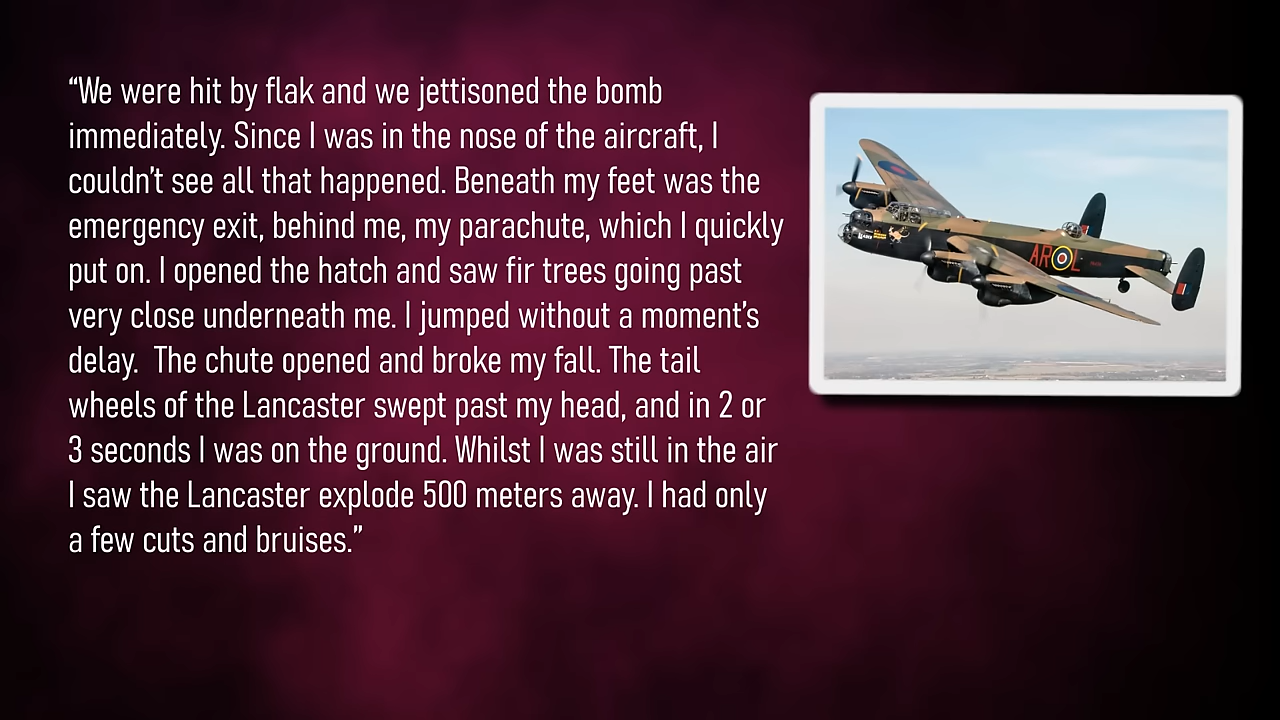 “We were hit by flak and we jettisoned the bomb
immediately. Since I was in the nose of the aircraft, I
couldn’t see all that happened. Beneath my feet was the
emergency exit, behind me, my parachute, which I quickly
put on. I opened the hatch and saw fir trees going past
very close underneath me. I jumped without a moment’s
delay.  The chute opened and broke my fall. The tail
wheels of the Lancaster swept past my head, and in 2 or
3 seconds I was on the ground. Whilst I was still in the air
I saw the Lancaster explode 500 meters away. I had only
a few cuts and bruises.”
AR L